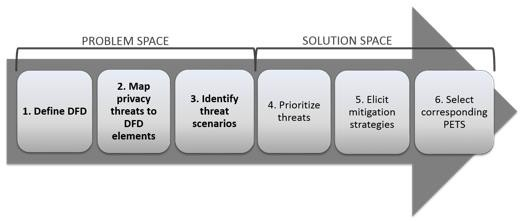 PROBLEM SPACE
SOLUTION SPACE
1. Define DFD
2. Map
privacy
threats to
DFD
elements
3. Identify
threat
scenarios
4. Prioritize
threats
5. Elicit
mitigation
strategies
6. Select
corresponding
PETS